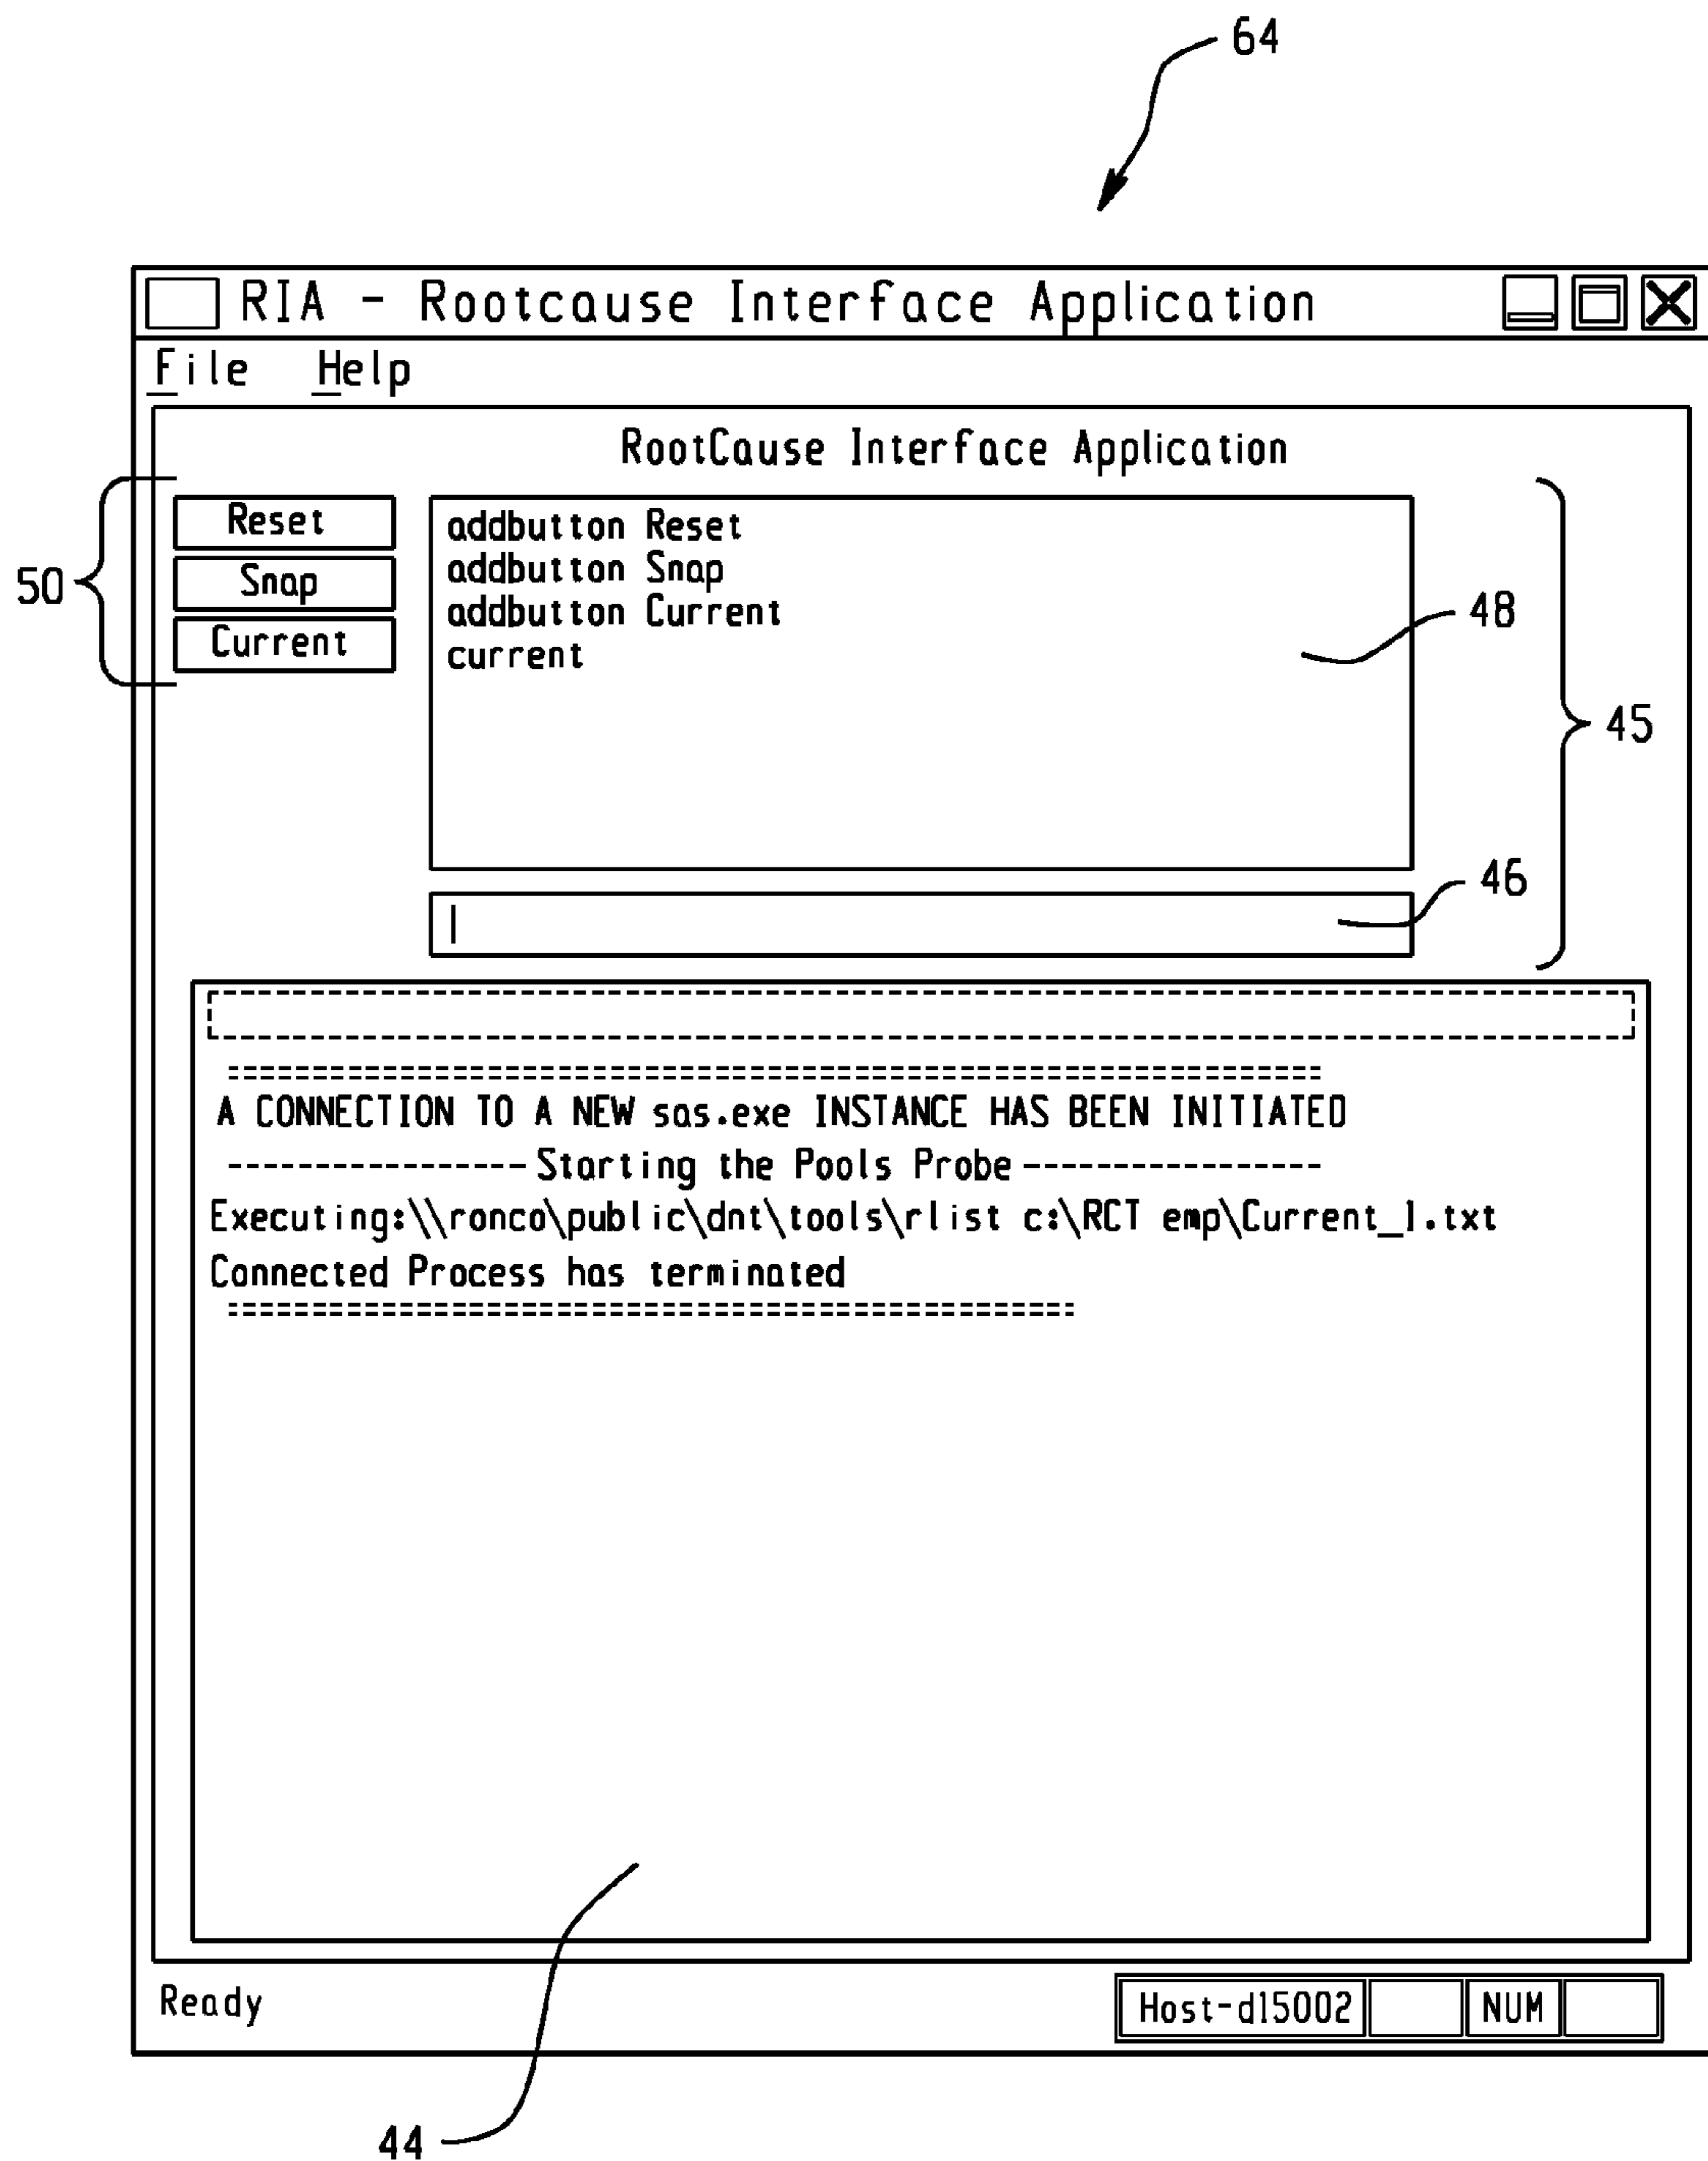 64
RIA - Rootcause Interface Application
File Help
RootCause Interface Application
50
Reset
Snap
Current
addbutton Reset
addbutton Snap
addbutton Current
current
48
45
46
==================================================
A CONNECTION TO A NEW sas.exe INSTANCE HAS BEEN INITIATED
-----------------Starting the Pools Probe-----------------
Executing:\\ronco\public\dnt\tools\rlist c:\RCT emp\Current_1.txt
Connected Process has terminated
==================================================
Ready
Host-d15002
NUM
44